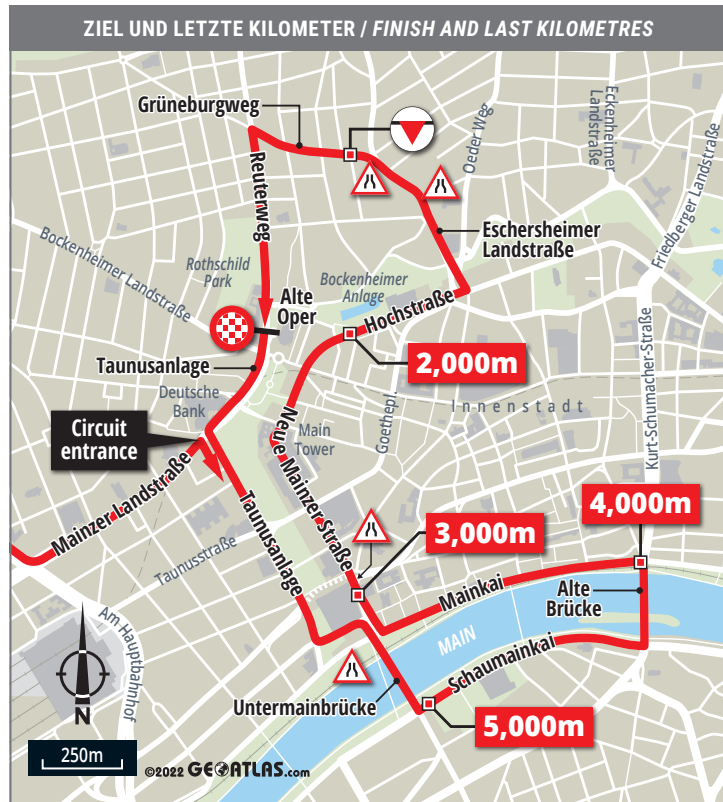 ZIEL UND LETZTE KILOMETER / FINISH AND LAST KILOMETRES
Grüneburgweg
Oeder Weg
Eckenheimer
Landstraße
Friedberger Landstraße
Reuterweg
Eschersheimer
Landstraße
Bockenheimer Landstraße
Rothschild
Park
Bockenheimer
Anlage
Alte
Oper
Hochstraße
Kurt-Schumacher-Straße
2,000m
Taunusanlage
Deutsche
Bank
Innenstadt
Goethepl.
Circuit
entrance
Main
Tower
Neue Mainzer Straße
Mainzer Landstraße
Taunusanlage
4,000m
3,000m
Taunusstraße
Mainkai
Alte
Brücke
Am Hauptbahnhof
MAIN
Schaumainkai
Untermainbrücke
5,000m
N
250m
©2022 GEOATLAS.com